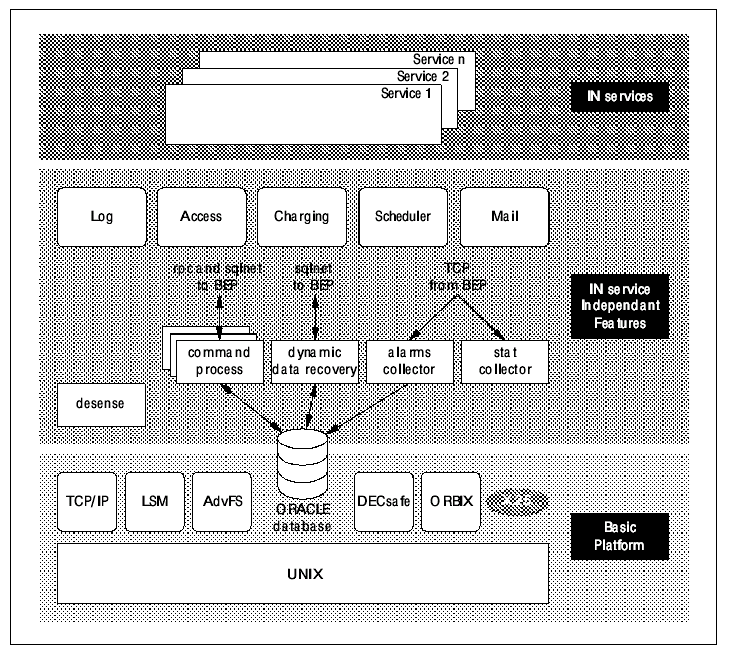 Service n
Service 2
Service 1
IN services
Log
Access
Charging
Scheduler
Mail
rpc and sqlnet
to BEP
sqlnet
to BEP
TCP
from BEP
IN service
Independant
Features
command
process
dynamic
data recovery
alarms
collector
stat
collector
desense
TCP/IP
LSM
AdvFS
ORACLE
database
DECsafe
ORBIX
Basic
Platform
UNIX